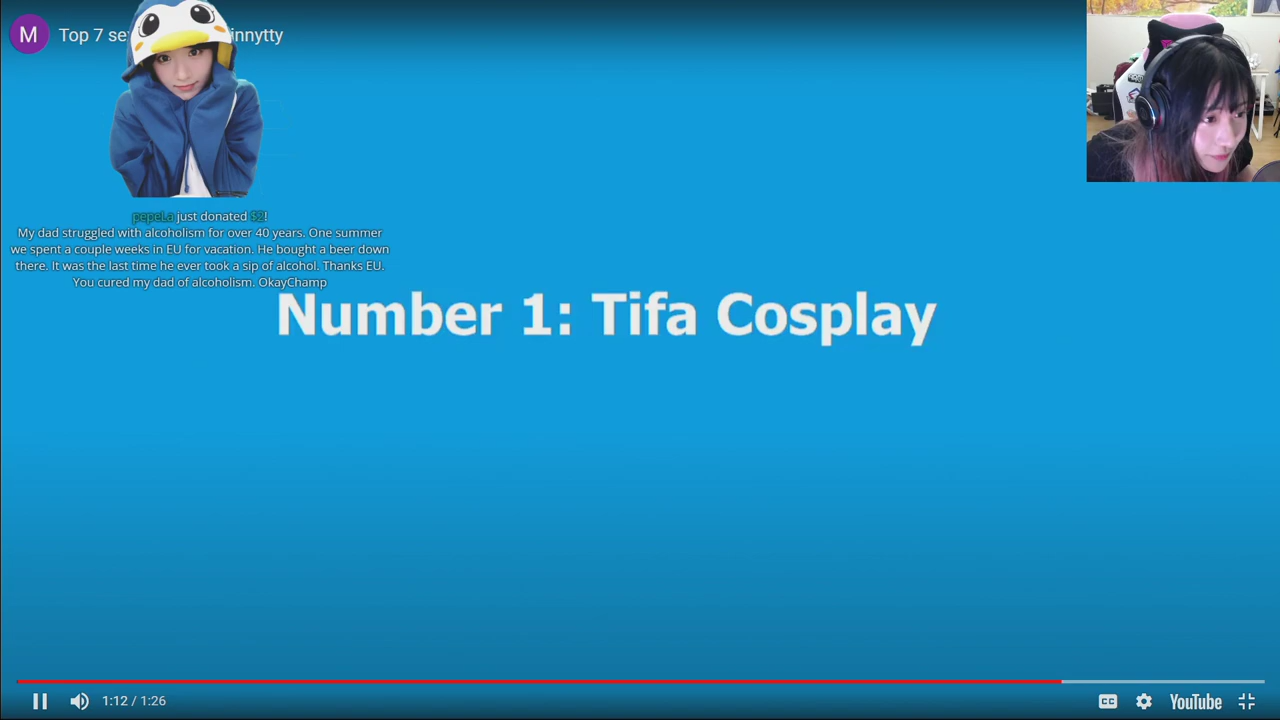 M
Top 7 se
innytty
pepeLa just donated $2!
My dad struggled with alcoholism for over 40 years. One summer
we spent a couple weeks in EU for vacation. He bought a beer down
there. It was the last time he ever took a sip of alcohol. Thanks EU.
You cured my dad of alcoholism. OkayChamp
Number 1: Tifa Cosplay
1:12 / 1:26
CC
YouTube